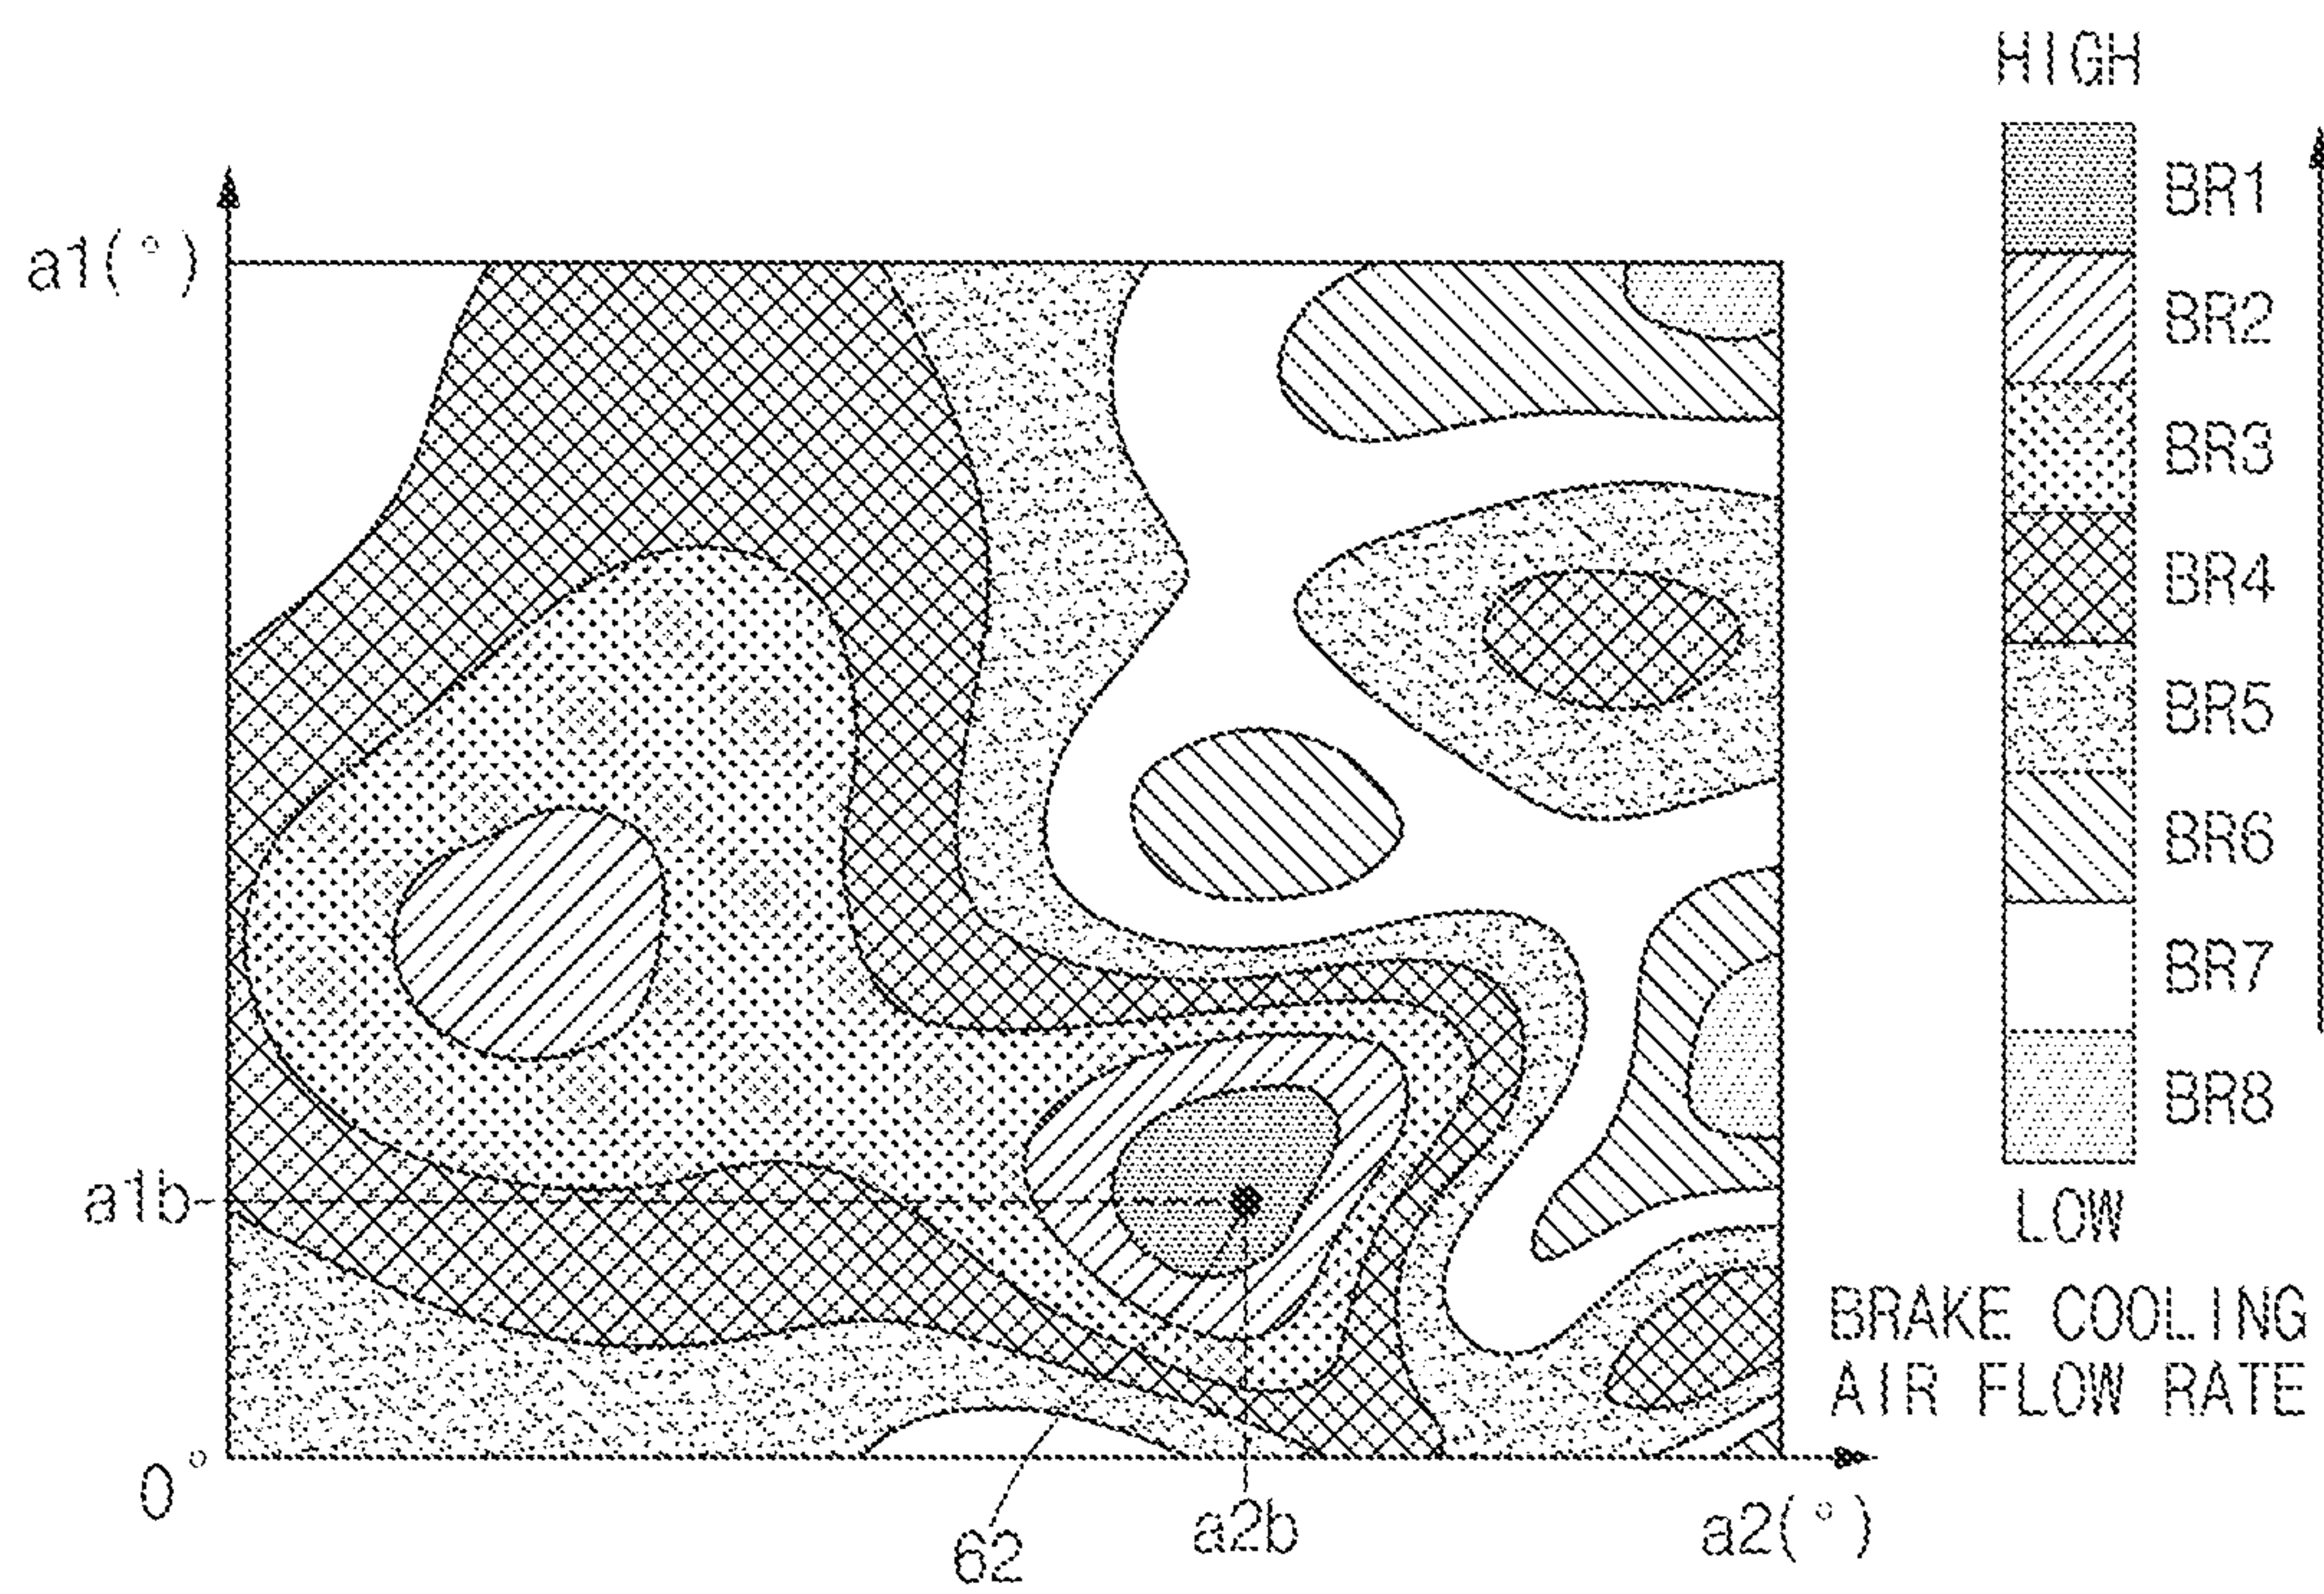 HIGH
BR1
BR2
BR3
BR4
BR5
BR6
BR7
BR8
LOW
BRAKE COOLING
AIR FLOW RATE
a1(°)
a1b
0°
62
a2b
a2(°)